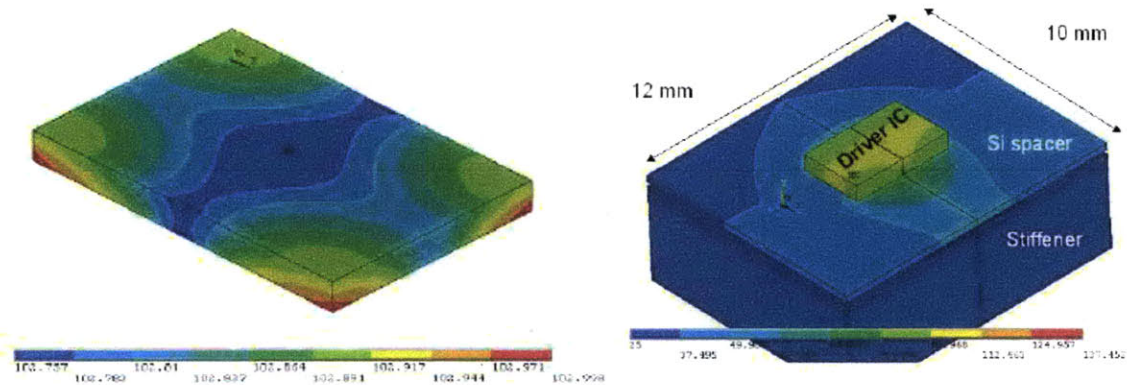 10 mm
12 mm
Driver IC
Si spacer
Stiffener
102.757 102.81 102.864 102.917 102.971
102.783 102.837 102.891 102.944 102.998
25 124.957
37.495 137.452